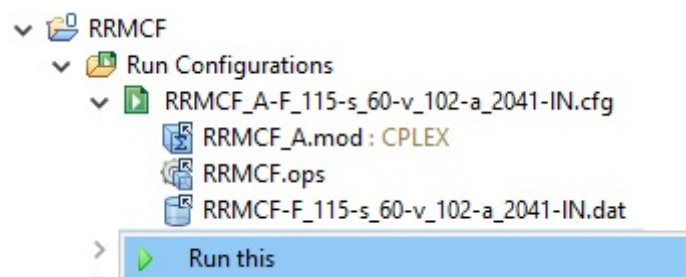 RRMCF
Run Configurations
RRMCF_A-F_115-s_60-v_102-a_2041-IN.cfg
RRMCF_A.mod : CPLEX
RRMCF.ops
RRMCF-F_115-s_60-v_102-a_2041-IN.dat
Run this